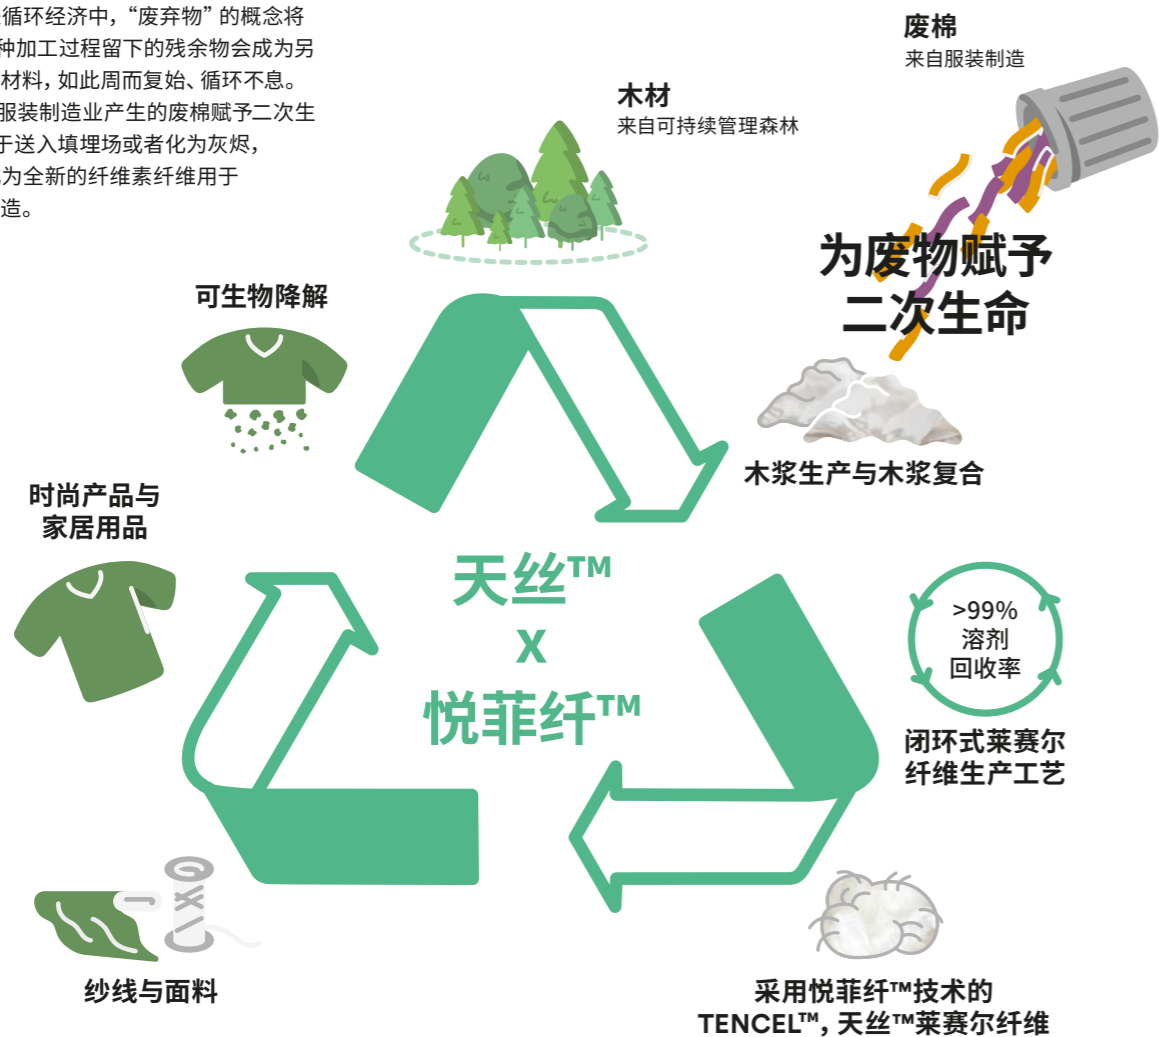 循环经济中，“废弃物”的概念将
种加工过程留下的残余物会成为另
材料，如此周而复始、循环不息。
服装制造业产生的废棉赋予二次生
于送入填埋场或者化为灰烬，
为全新的纤维素纤维用于
造。
废棉
来自服装制造
木材
来自可持续管理森林
为废物赋予
二次生命
可生物降解
木浆生产与木浆复合
时尚产品与
家居用品
天丝™
X
悦菲纤™
>99%
溶剂
回收率
闭环式莱赛尔
纤维生产工艺
纱线与面料
采用悦菲纤™技术的
TENCEL™，天丝™莱赛尔纤维